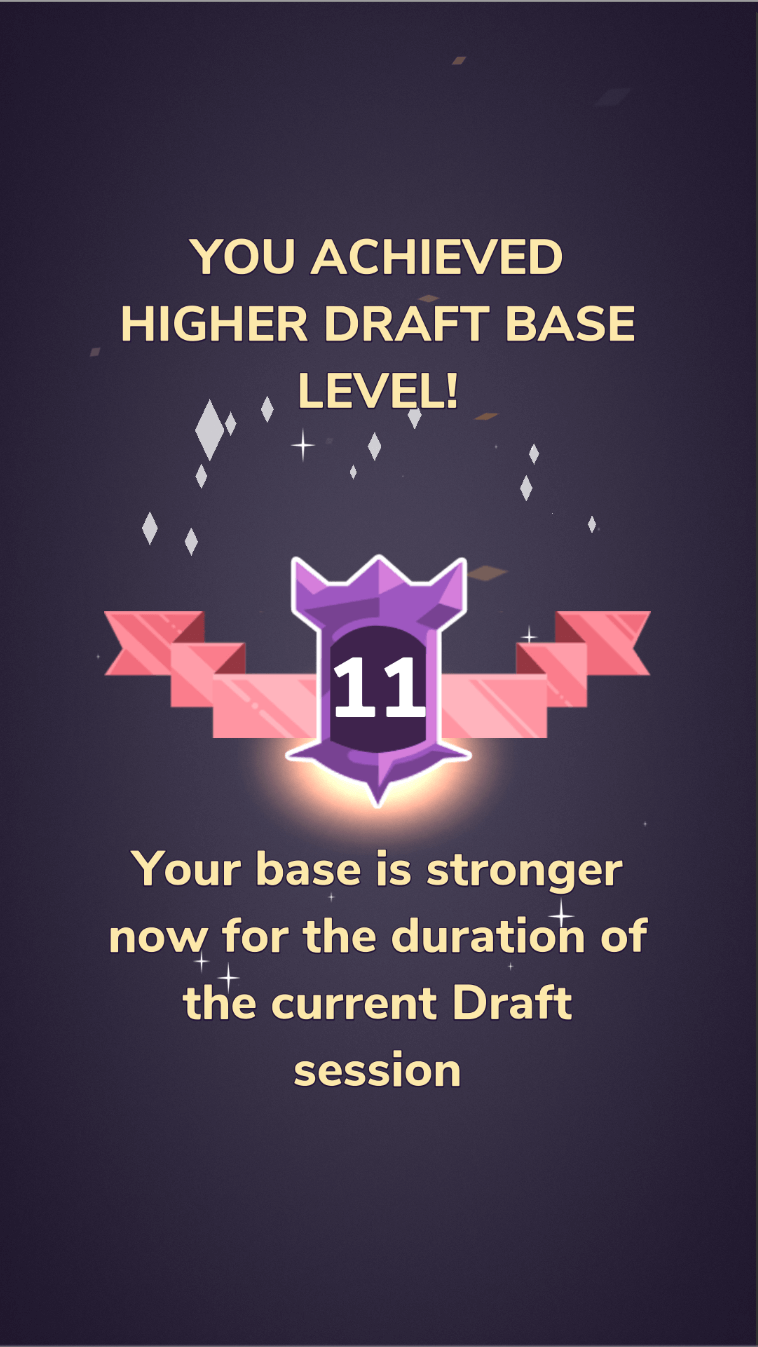 YOU ACHIEVED
HIGHER DRAFT BASE
LEVEL!
11
Your base is stronger
now for the duration of
the current Draft
session